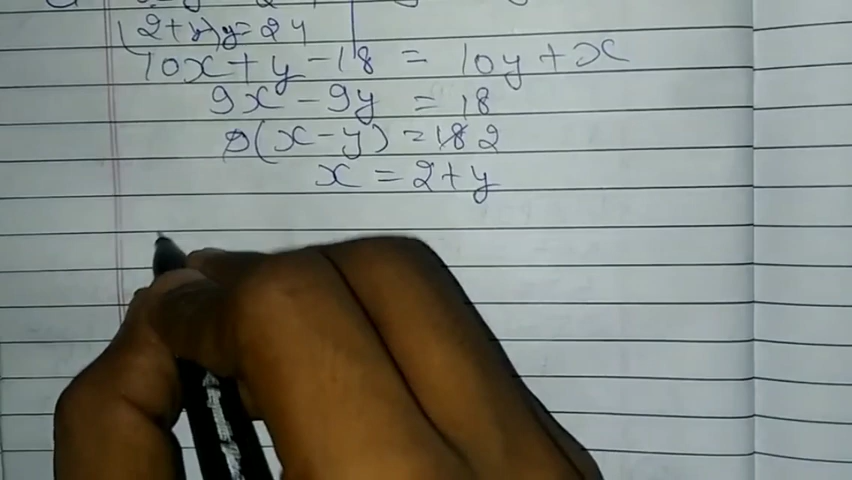 (2+y)y=24
10x+y-18 = 10y+x
9x-9y = 18
9(x-y) = 18 2
x = 2+y